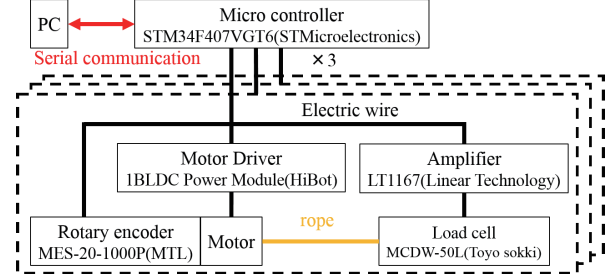 PC
Micro controller
STM34F407VGT6(STMicroelectronics)
Serial communication
×3
Electric wire
Motor Driver
1BLDC Power Module(HiBot)
Amplifier
LT1167(Linear Technology)
Rotary encoder
MES-20-1000P(MTL)
Motor
rope
Load cell
MCDW-50L(Toyo sokki)